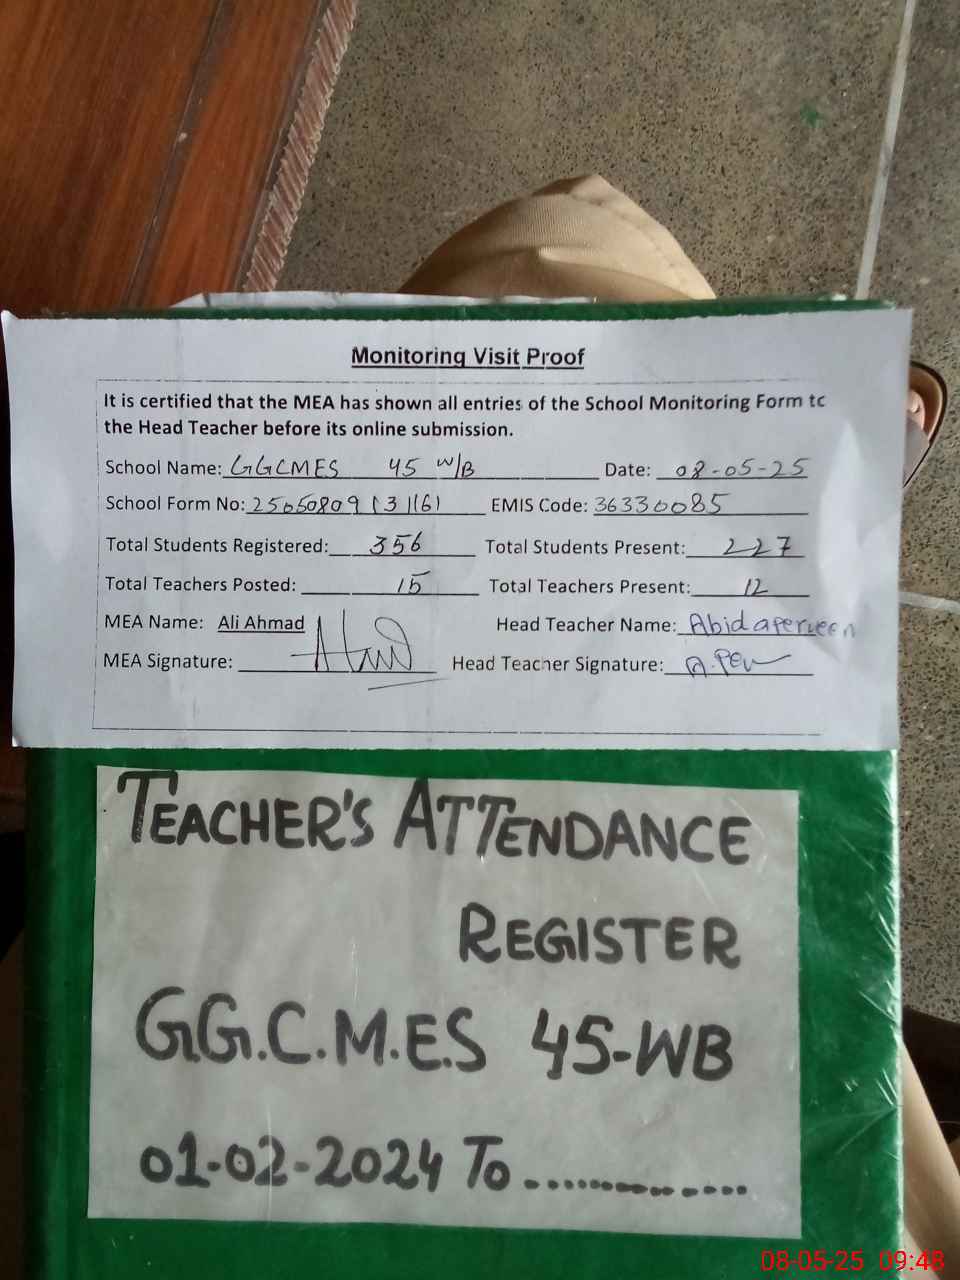 Monitoring Visit Proof
It is certified that the MEA has shown all entries of the School Monitoring Form to
the Head Teacher before its online submission.
School Name: GGCMES 45 W/B Date: 08-05-25
School Form No: EMIS Code: 36330085
Total Students Registered: 356 Total Students Present: 227
Total Teachers Posted: 15 Total Teachers Present: 12
MEA Name: Ali Ahmad Head Teacher Name: Abida perveen
MEA Signature: Head Teacher Signature:
TEACHER'S ATTENDANCE
REGISTER
G.G.C.M.E.S 45-WB
01-02-2024 To ..............
08-05-25 09:48